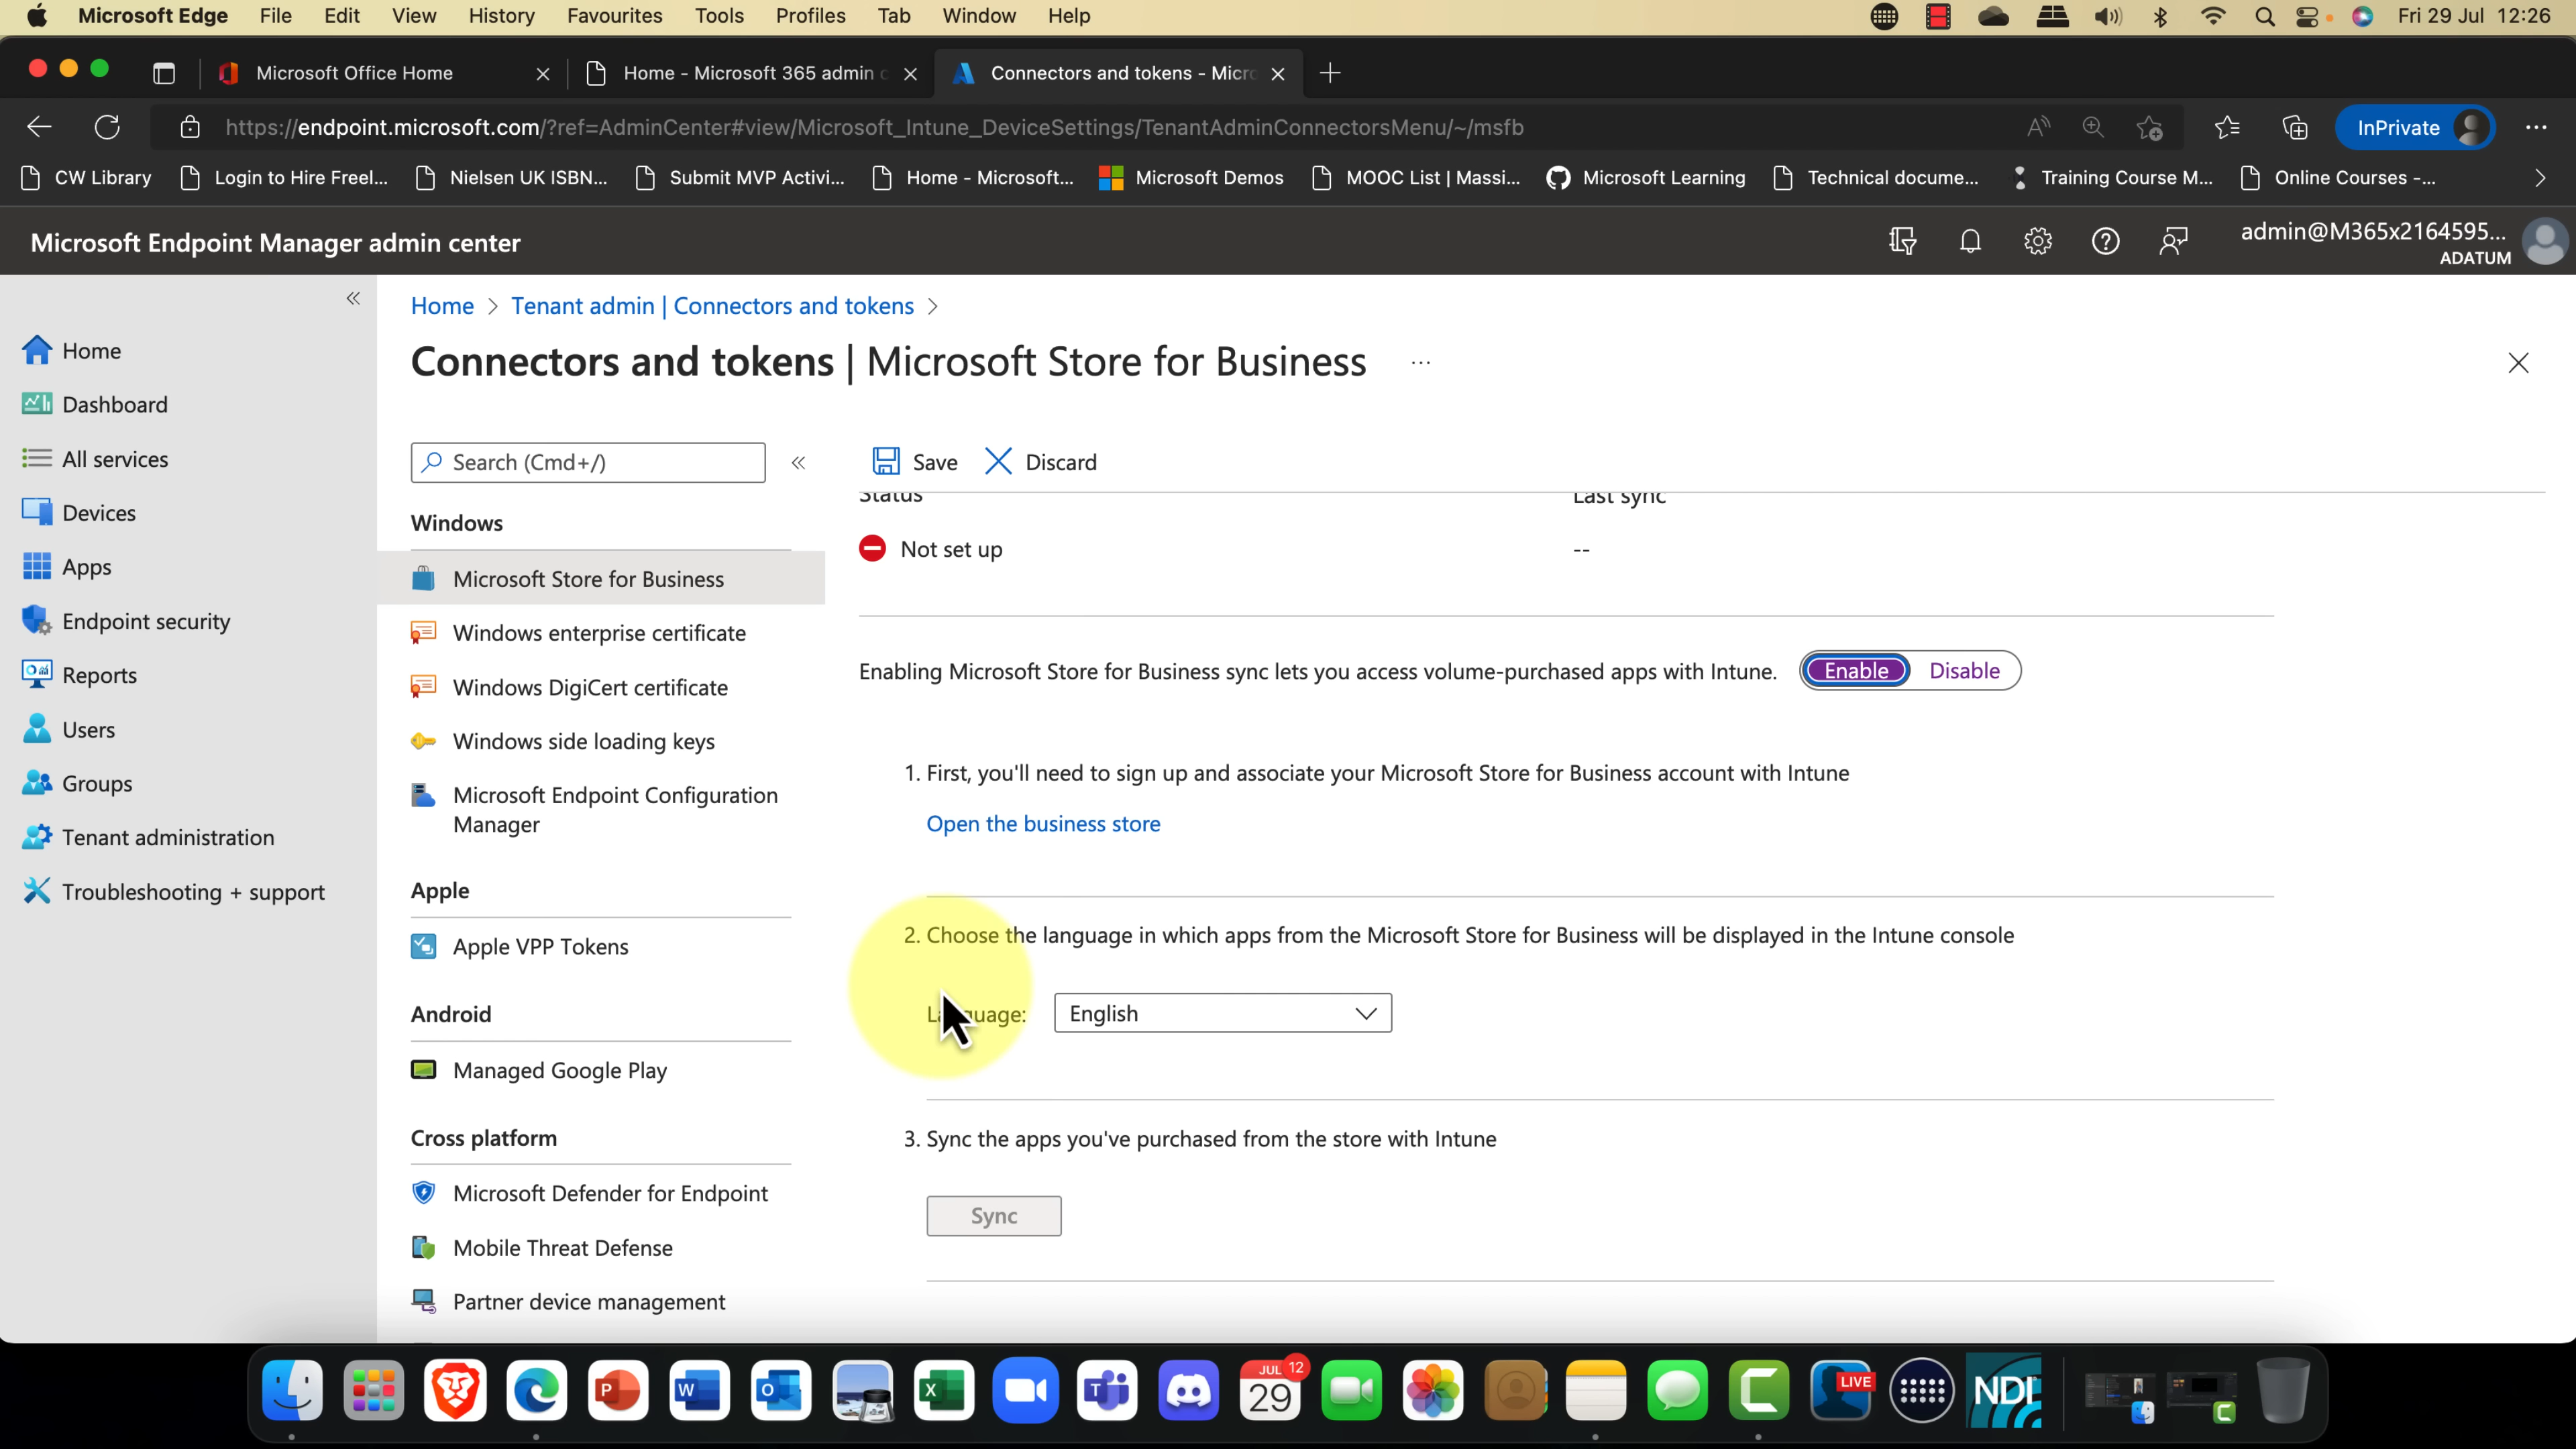 Microsoft Edge File Edit View History Favourites Tools Profiles Tab Window Help Fri 29 Jul 12:26
Microsoft Office Home
Home - Microsoft 365 admin c
Connectors and tokens - Micro
https://endpoint.microsoft.com/?ref=AdminCenter#view/Microsoft_Intune_DeviceSettings/TenantAdminConnectorsMenu/~/msfb
InPrivate
CW Library Login to Hire Freel... Nielsen UK ISBN... Submit MVP Activi... Home - Microsoft... Microsoft Demos MOOC List | Massi... Microsoft Learning Technical docume... Training Course M... Online Courses -...
Microsoft Endpoint Manager admin center
admin@M365x2164595...
ADATUM
Home
Dashboard
All services
Devices
Apps
Endpoint security
Reports
Users
Groups
Tenant administration
Troubleshooting + support
Home > Tenant admin | Connectors and tokens >
Connectors and tokens | Microsoft Store for Business ...
Search (Cmd+/)
Windows
Microsoft Store for Business
Windows enterprise certificate
Windows DigiCert certificate
Windows side loading keys
Microsoft Endpoint Configuration
Manager
Apple
Apple VPP Tokens
Android
Managed Google Play
Cross platform
Microsoft Defender for Endpoint
Mobile Threat Defense
Partner device management
Save Discard
Status Last sync
Not set up --
Enabling Microsoft Store for Business sync lets you access volume-purchased apps with Intune. Enable Disable
1. First, you'll need to sign up and associate your Microsoft Store for Business account with Intune
Open the business store
2. Choose the language in which apps from the Microsoft Store for Business will be displayed in the Intune console
Language: English
3. Sync the apps you've purchased from the store with Intune
Sync
JUL 12
29
LIVE
NDI